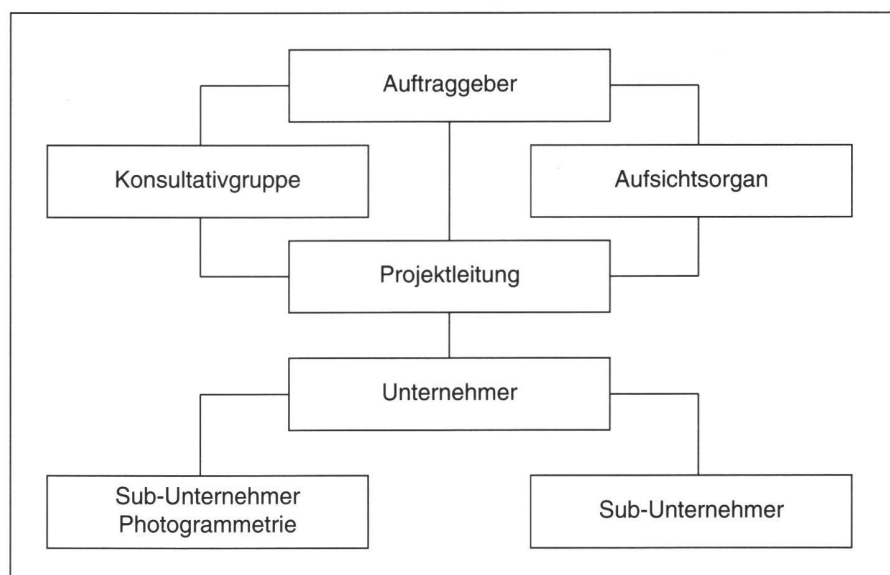 Auftraggeber
Konsultativgruppe
Aufsichtsorgan
Projektleitung
Unternehmer
Sub-Unternehmer
Photogrammetrie
Sub-Unternehmer